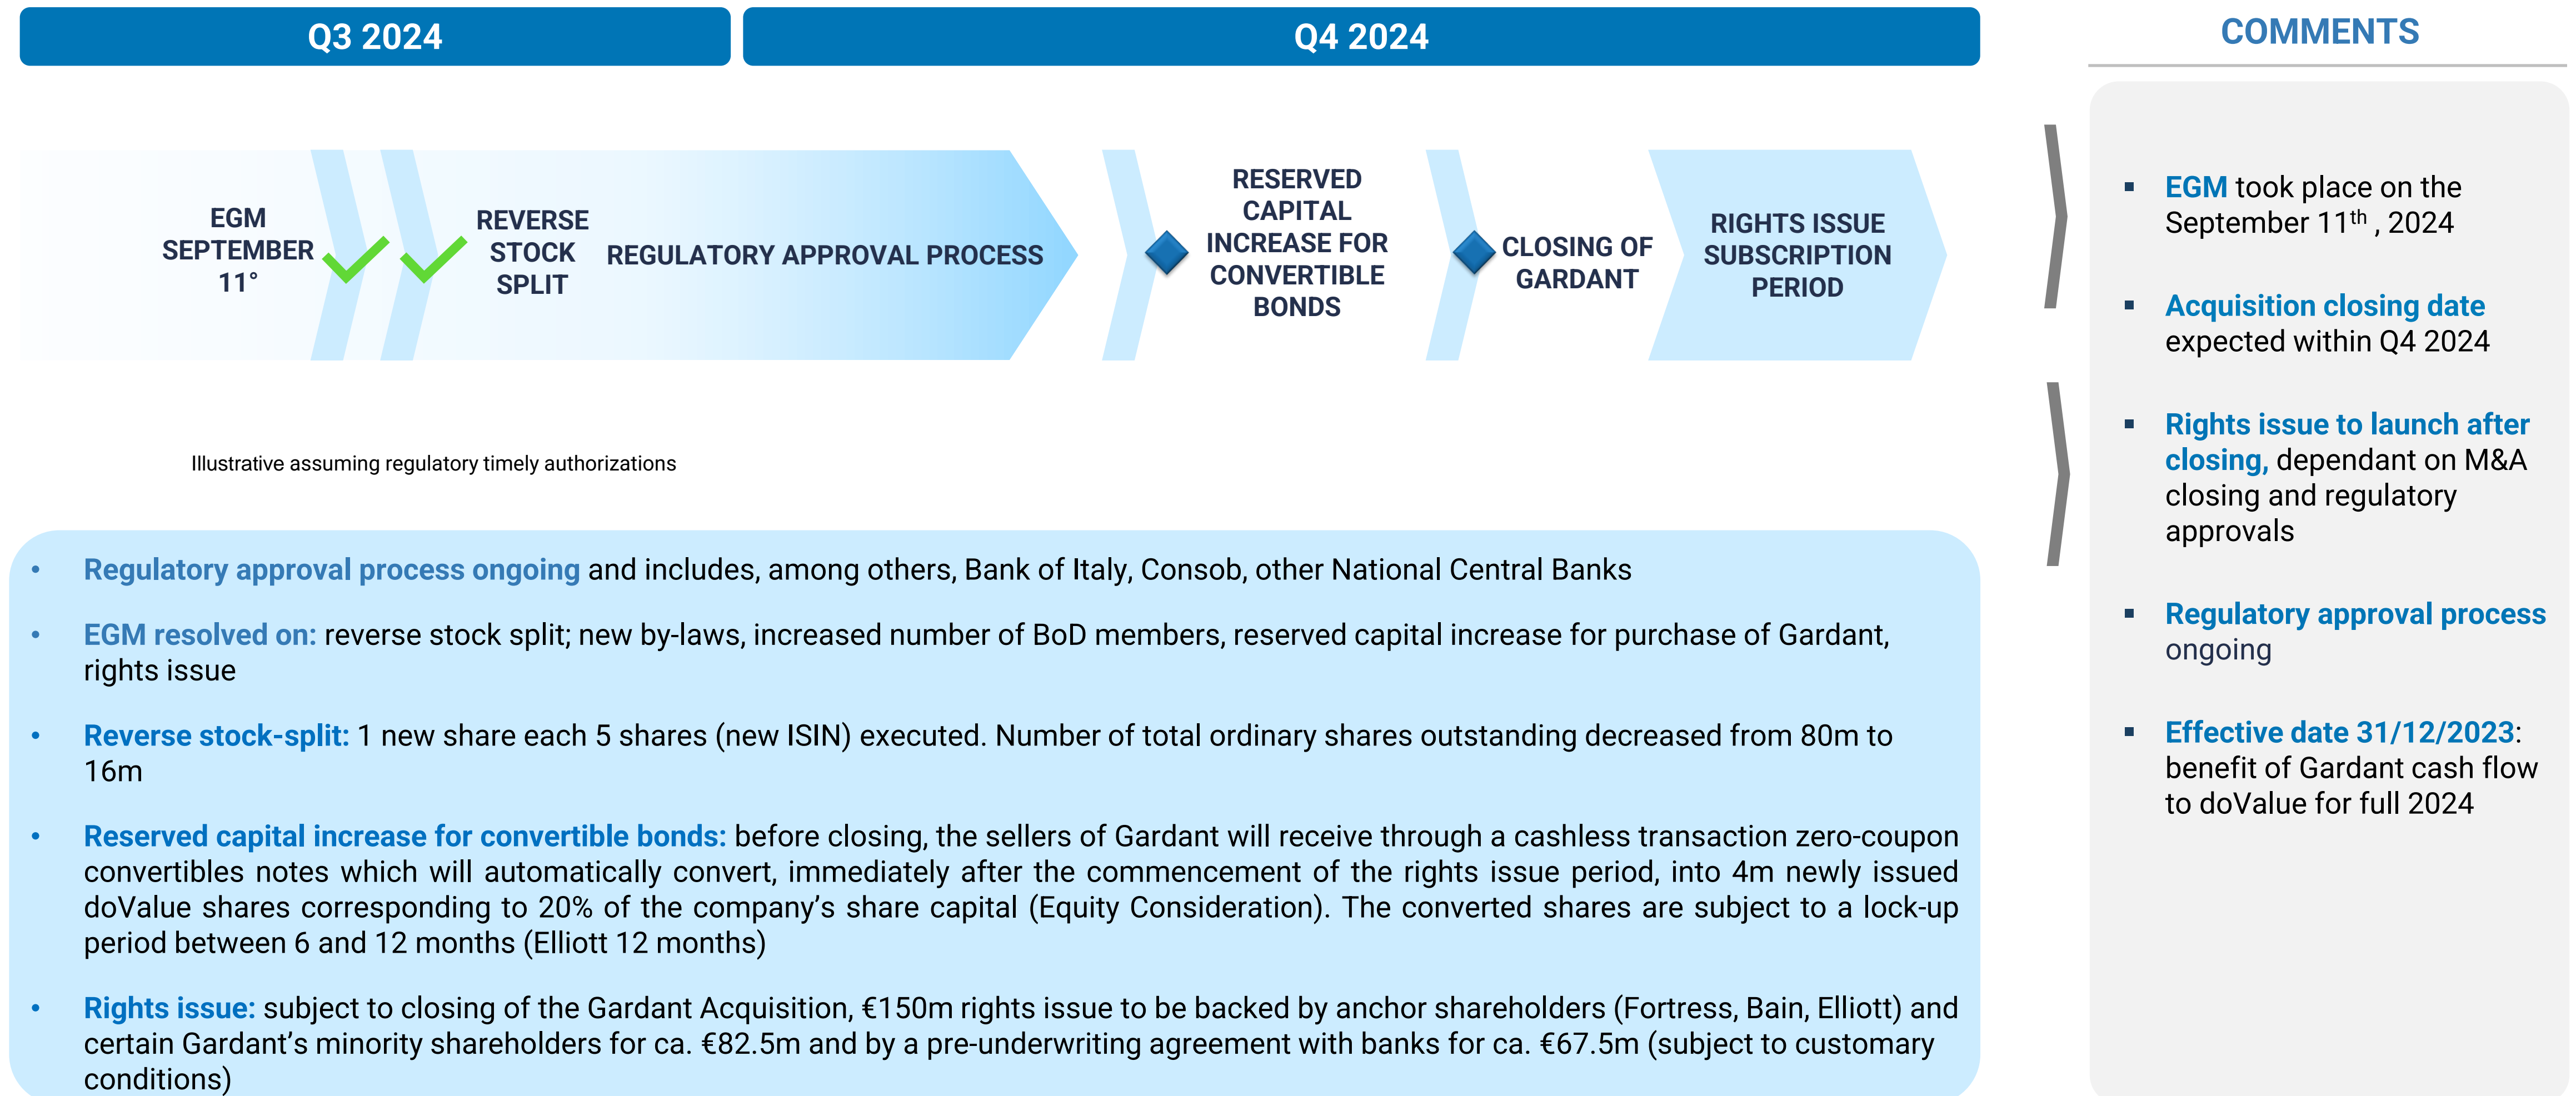 Q3 2024
Q4 2024
EGM
SEPTEMBER
11°
REVERSE
STOCK
SPLIT
REGULATORY APPROVAL PROCESS
RESERVED
CAPITAL
INCREASE FOR
CONVERTIBLE
BONDS
CLOSING OF
GARDANT
RIGHTS ISSUE
SUBSCRIPTION
PERIOD
Illustrative assuming regulatory timely authorizations
• Regulatory approval process ongoing and includes, among others, Bank of Italy, Consob, other National Central Banks
• EGM resolved on: reverse stock split; new by-laws, increased number of BoD members, reserved capital increase for purchase of Gardant,
rights issue
• Reverse stock-split: 1 new share each 5 shares (new ISIN) executed. Number of total ordinary shares outstanding decreased from 80m to
16m
• Reserved capital increase for convertible bonds: before closing, the sellers of Gardant will receive through a cashless transaction zero-coupon
convertibles notes which will automatically convert, immediately after the commencement of the rights issue period, into 4m newly issued
doValue shares corresponding to 20% of the company’s share capital (Equity Consideration). The converted shares are subject to a lock-up
period between 6 and 12 months (Elliott 12 months)
• Rights issue: subject to closing of the Gardant Acquisition, €150m rights issue to be backed by anchor shareholders (Fortress, Bain, Elliott) and
certain Gardant’s minority shareholders for ca. €82.5m and by a pre-underwriting agreement with banks for ca. €67.5m (subject to customary
conditions)
COMMENTS
▪ EGM took place on the
September 11th , 2024
▪ Acquisition closing date
expected within Q4 2024
▪ Rights issue to launch after
closing, dependant on M&A
closing and regulatory
approvals
▪ Regulatory approval process
ongoing
▪ Effective date 31/12/2023:
benefit of Gardant cash flow
to doValue for full 2024